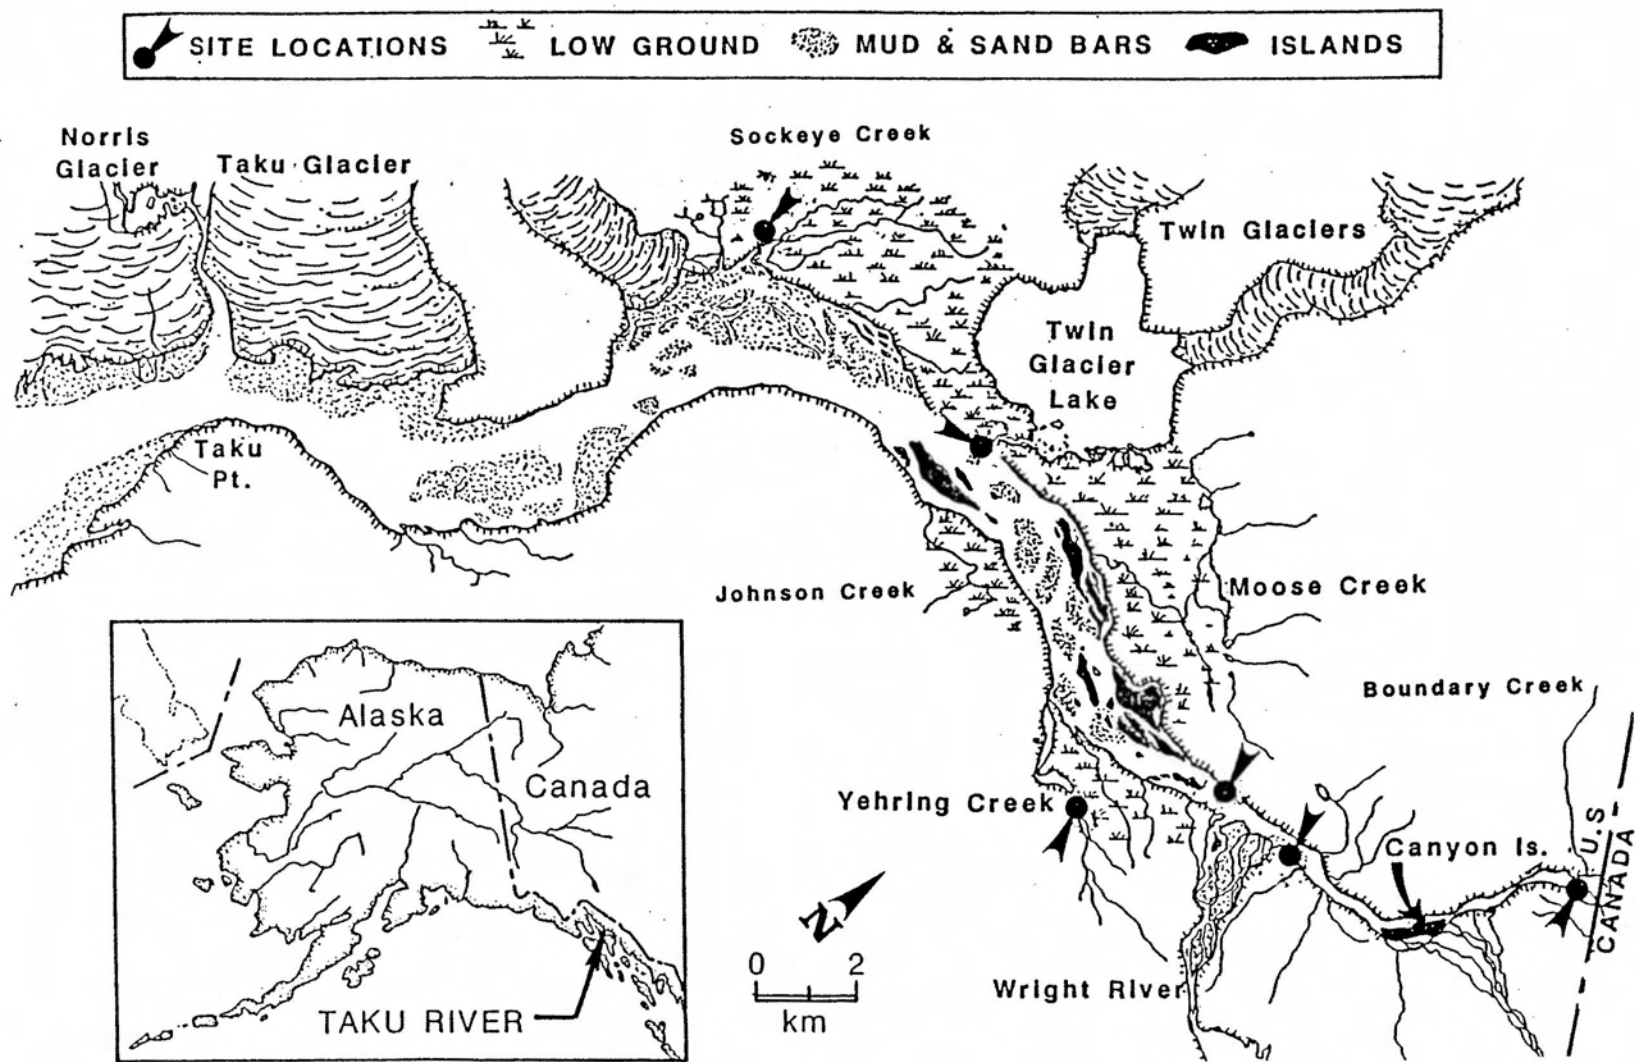 SITE LOCATIONS LOW GROUND MUD & SAND BARS ISLANDS
Norris
Glacier
Taku Glacier
Sockeye Creek
Twin Glaciers
Twin
Glacier
Lake
Taku
Pt.
Johnson Creek
Moose Creek
Boundary Creek
Alaska
Canada
TAKU RIVER
Yehring Creek
Canyon Is.
U.S
CANADA
N
0 2
km
Wright River